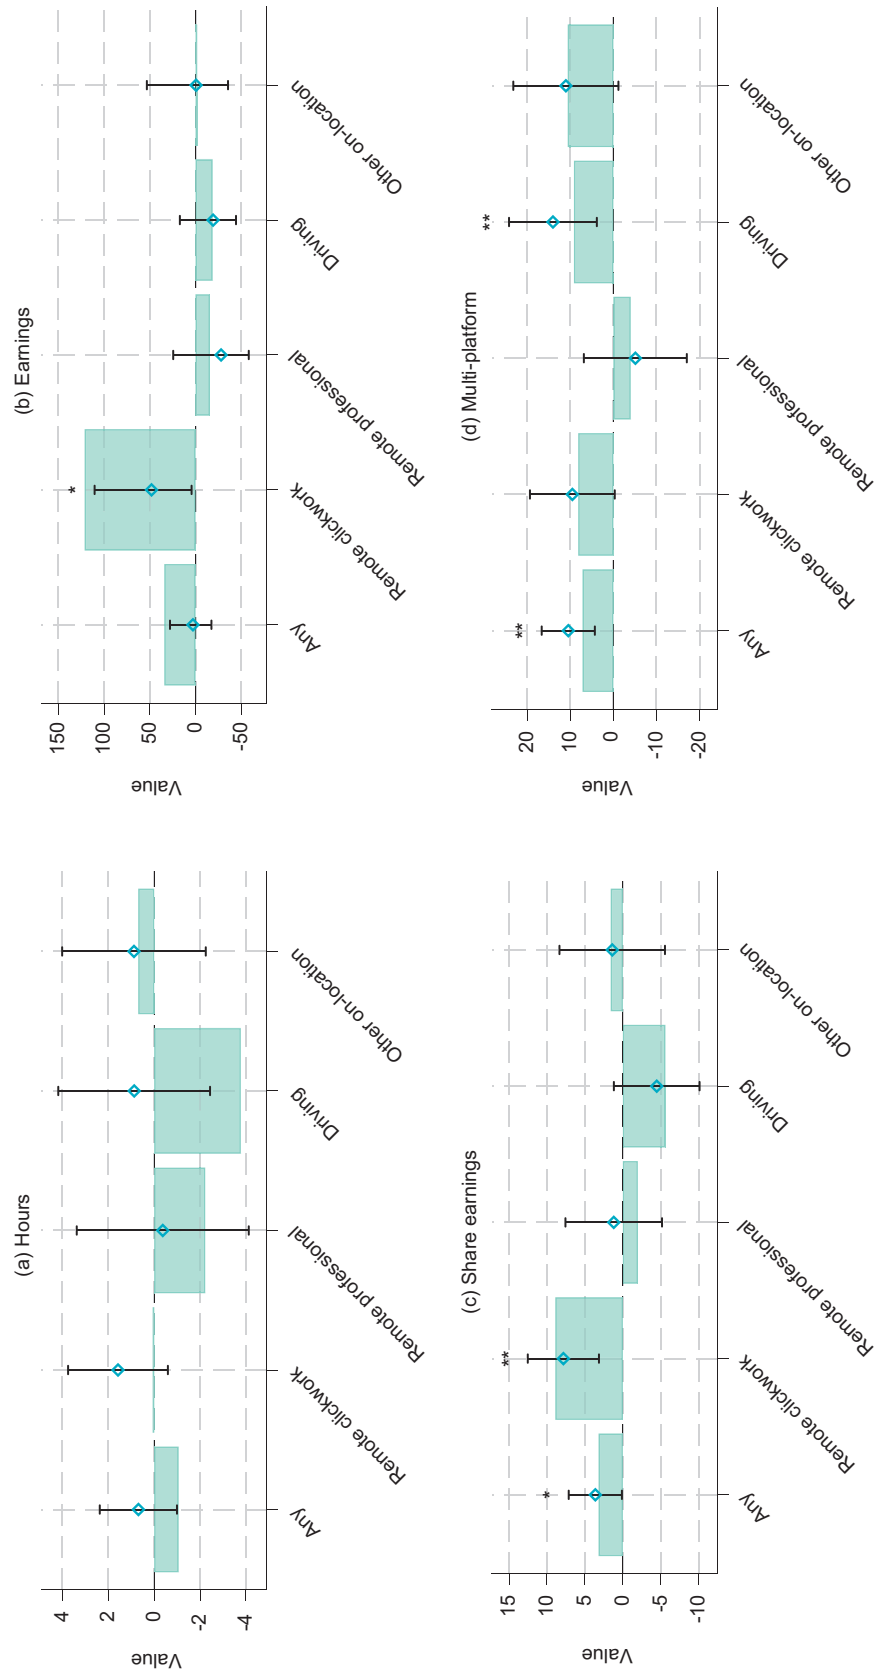 (a) Hours
Value
4
2
0
-2
-4
Any
Remote clickwork
Remote professional
Driving
Other on-location
(b) Earnings
Value
150
100
50
0
-50
*
Any
Remote clickwork
Remote professional
Driving
Other on-location
(c) Share earnings
Value
15
10
5
0
-5
-10
*
**
Any
Remote clickwork
Remote professional
Driving
Other on-location
(d) Multi-platform
Value
20
10
0
-10
-20
**
**
Any
Remote clickwork
Remote professional
Driving
Other on-location